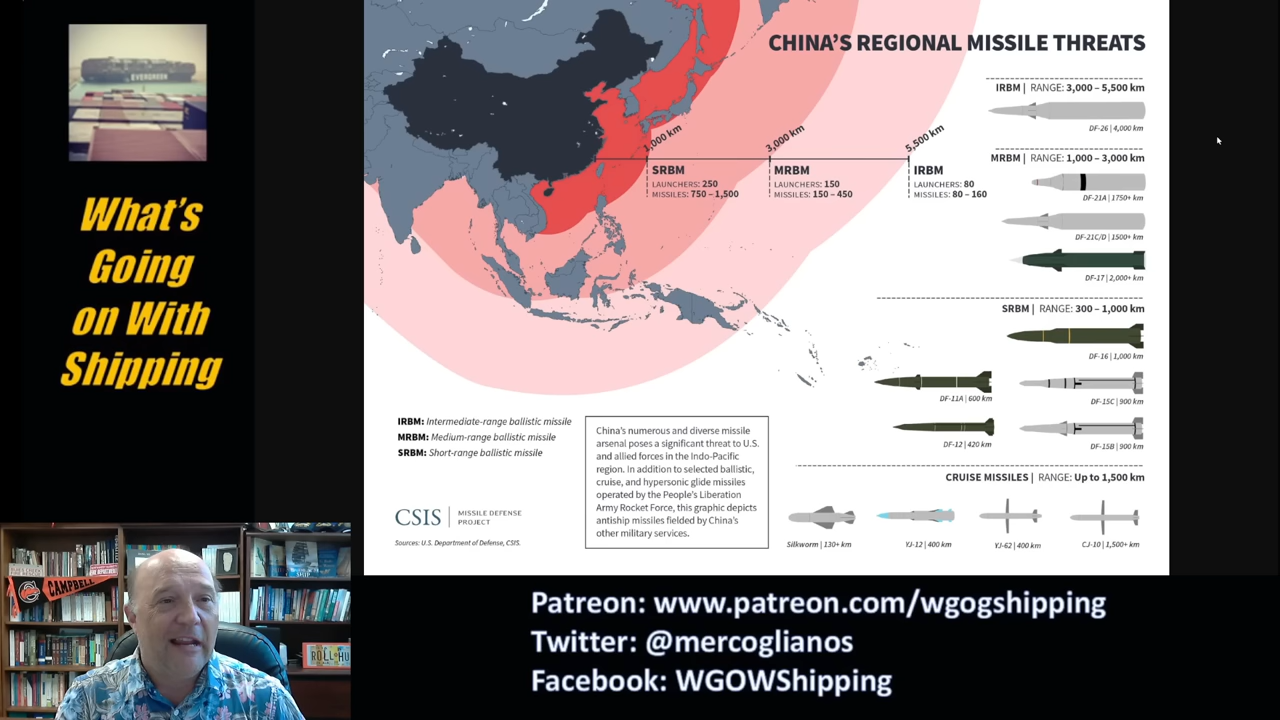 EVERGREEN
What's
Going
on With
Shipping
CHINA'S REGIONAL MISSILE THREATS
1,000 km
3,000 km
5,500 km
SRBM
LAUNCHERS: 250
MISSILES: 750 – 1,500
MRBM
LAUNCHERS: 150
MISSILES: 150 – 450
IRBM
LAUNCHERS: 80
MISSILES: 80 – 160
IRBM | RANGE: 3,000 – 5,500 km
DF-26 | 4,000 km
MRBM | RANGE: 1,000 – 3,000 km
DF-21A | 1750+ km
DF-21C/D | 1500+ km
DF-17 | 2,000+ km
SRBM | RANGE: 300 – 1,000 km
DF-16 | 1,000 km
DF-11A | 600 km
DF-15C | 900 km
DF-12 | 420 km
DF-15B | 900 km
CRUISE MISSILES | RANGE: Up to 1,500 km
Silkworm | 130+ km
YJ-12 | 400 km
YJ-62 | 400 km
CJ-10 | 1,500+ km
IRBM: Intermediate-range ballistic missile
MRBM: Medium-range ballistic missile
SRBM: Short-range ballistic missile
China's numerous and diverse missile
arsenal poses a significant threat to U.S.
and allied forces in the Indo-Pacific
region. In addition to selected ballistic,
cruise, and hypersonic glide missiles
operated by the People's Liberation
Army Rocket Force, this graphic depicts
antiship missiles fielded by China's
other military services.
CSIS | MISSILE DEFENSE
PROJECT
Sources: U.S. Department of Defense, CSIS.
CAMPBELL
SHIP
ROLL
Patreon: www.patreon.com/wgogshipping
Twitter: @mercoglianos
Facebook: WGOWShipping